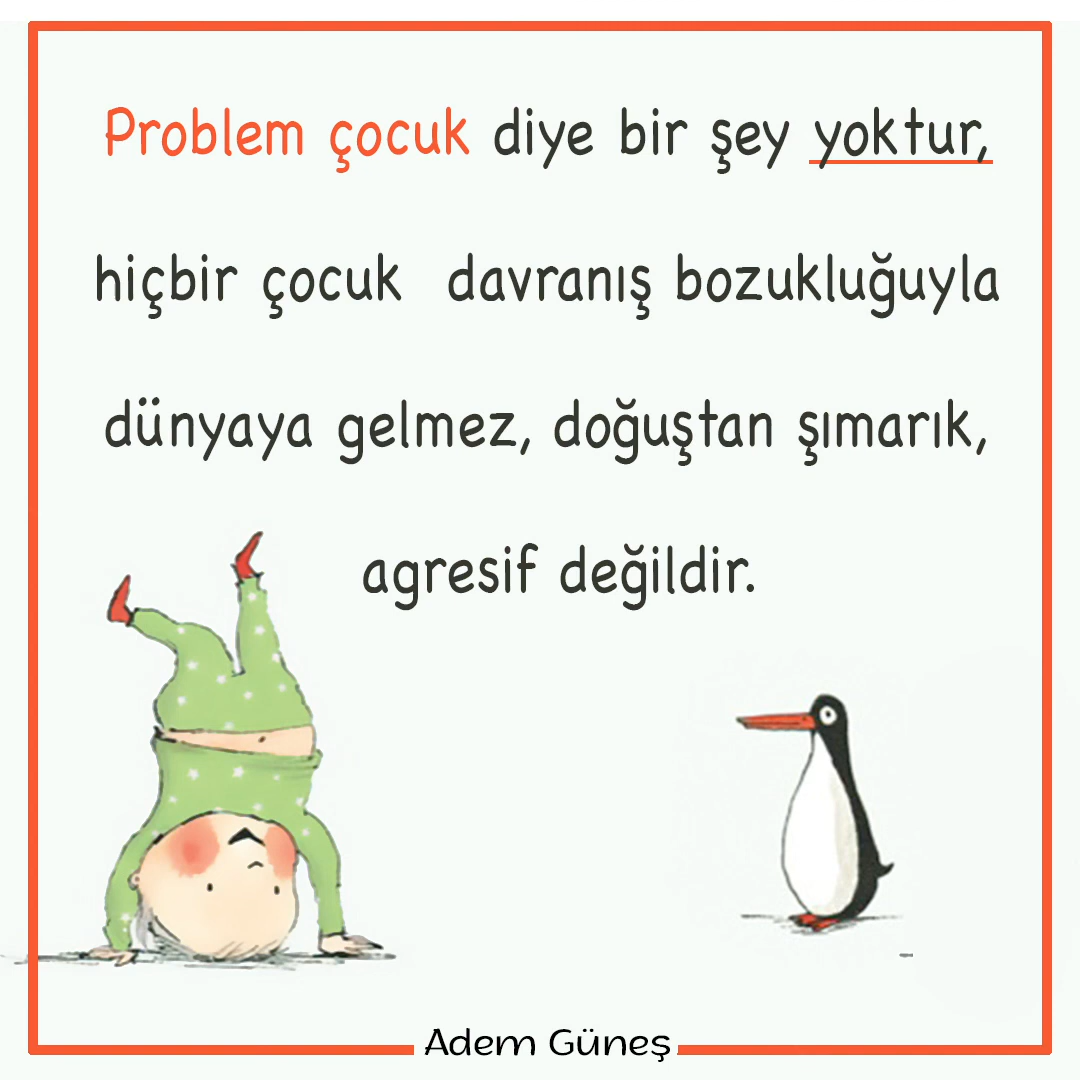 Problem çocuk diye bir şey yoktur,
hiçbir çocuk davranış bozukluğuyla
dünyaya gelmez, doğuştan şımarık,
agresif değildir.
Adem Güneş